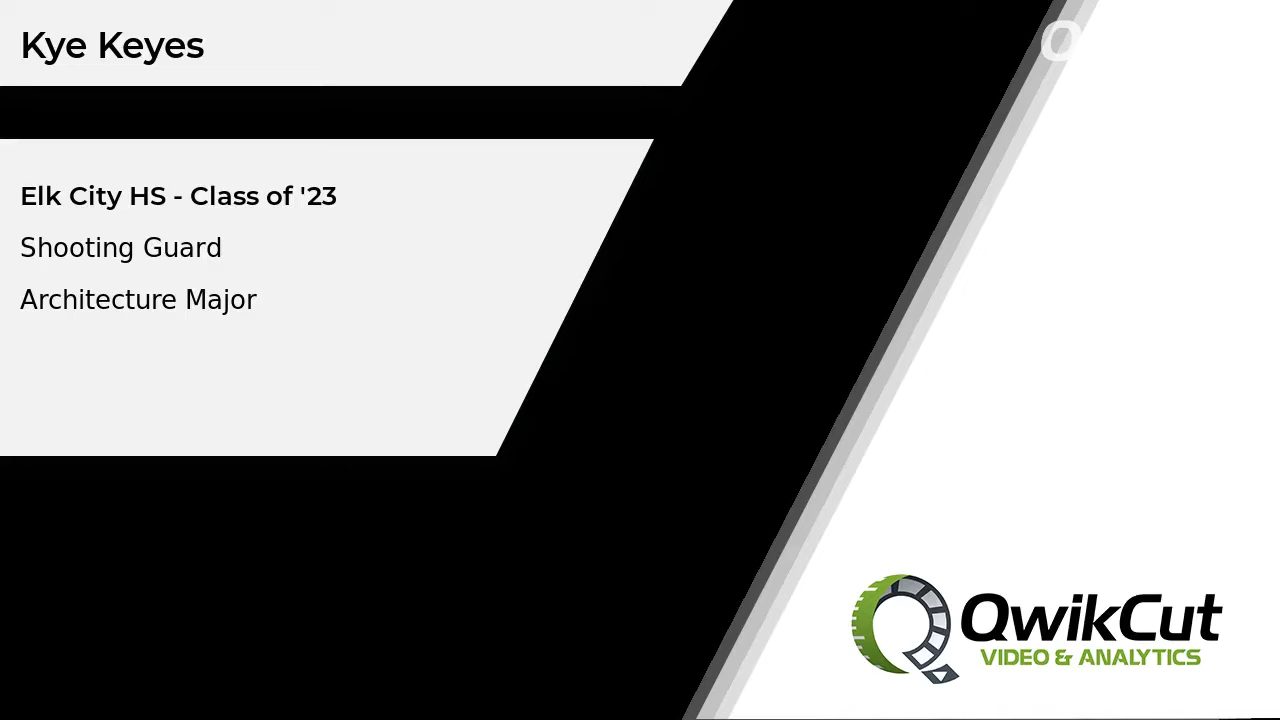 Kye Keyes
Elk City HS - Class of '23
Shooting Guard
Architecture Major
QwikCut
VIDEO & ANALYTICS